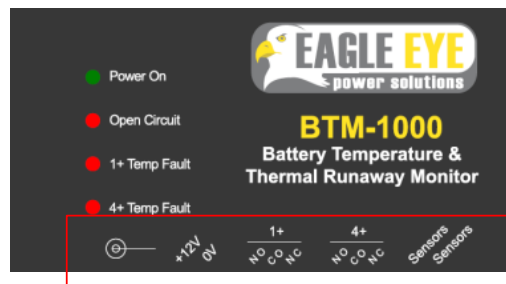 EAGLE EYE
power solutions
Power On
Open Circuit
1+ Temp Fault
4+ Temp Fault
BTM-1000
Battery Temperature &
Thermal Runaway Monitor
+12V
0V
1+
NO CO NC
4+
NO CO NC
Sensors
Sensors